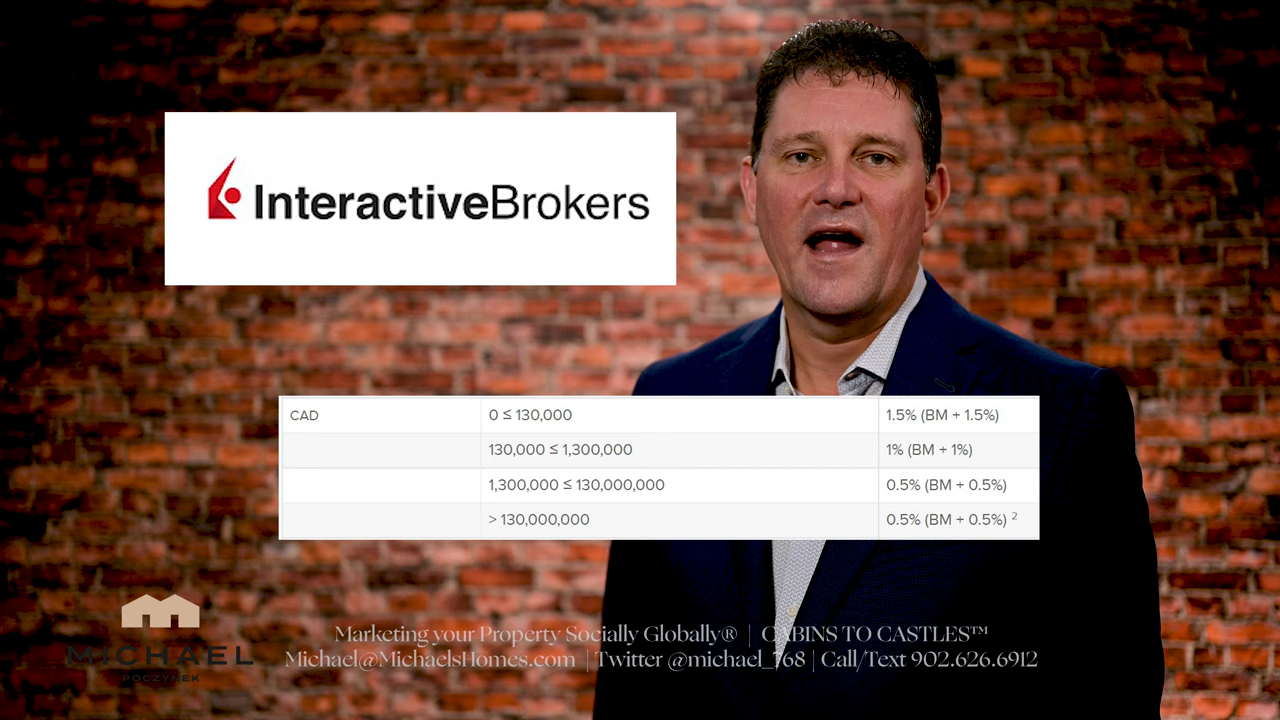 InteractiveBrokers
CAD 0 ≤ 130,000 1.5% (BM + 1.5%)
130,000 ≤ 1,300,000 1% (BM + 1%)
1,300,000 ≤ 130,000,000 0.5% (BM + 0.5%)
> 130,000,000 0.5% (BM + 0.5%) 2
Marketing your Property Socially Globally® | CABINS TO CASTLES™
MICHAEL
Michael@MichaelsHomes.com | Twitter @michael_768 | Call/Text 902.626.6912
POCZYNEK